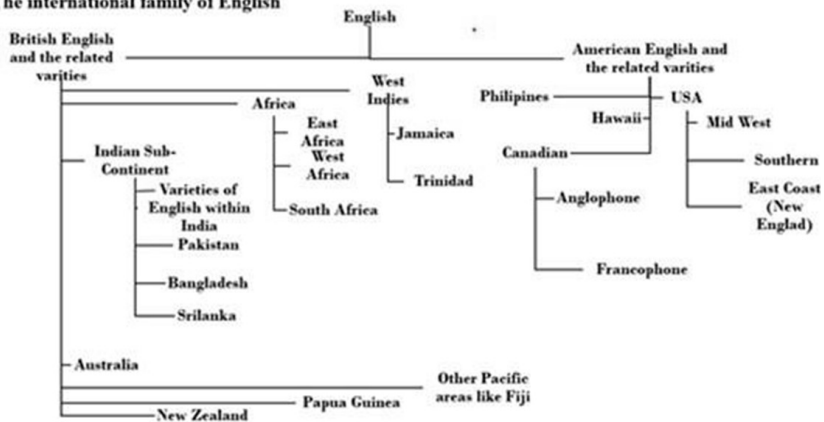 he international family of English
English
British English
and the related
varities
American English and
the related varities
West
Indies
Africa
Philipines
USA
East
Africa
Jamaica
Hawaii
Mid West
West
Africa
Canadian
Southern
Indian Sub-
Continent
Trinidad
Varieties of
English within
India
South Africa
Anglophone
East Coast
(New
Englad)
Pakistan
Francophone
Bangladesh
Srilanka
Australia
Other Pacific
areas like Fiji
Papua Guinea
New Zealand